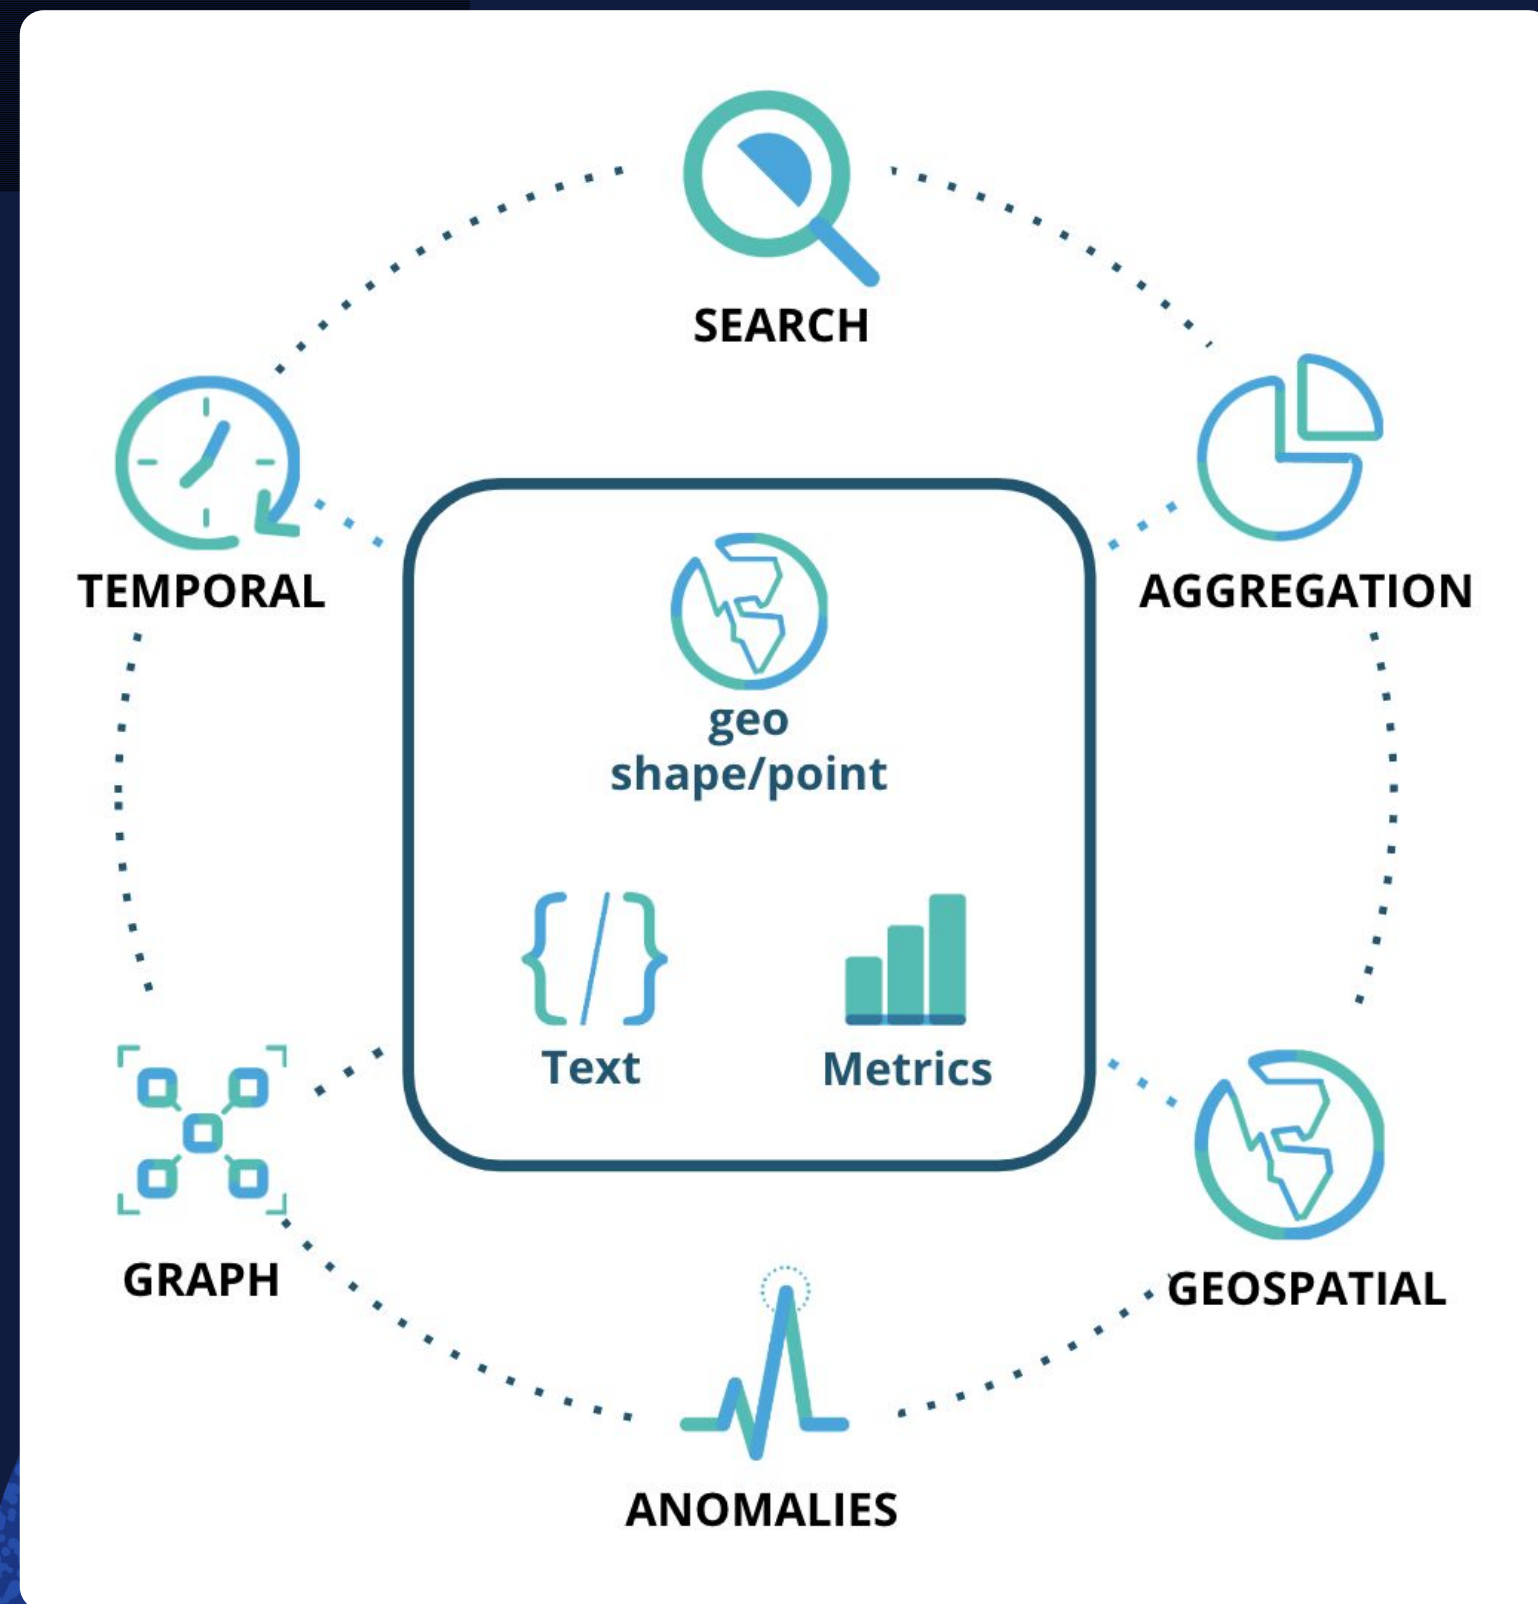 SEARCH
TEMPORAL
AGGREGATION
geo
shape/point
Text
Metrics
GRAPH
GEOSPATIAL
ANOMALIES